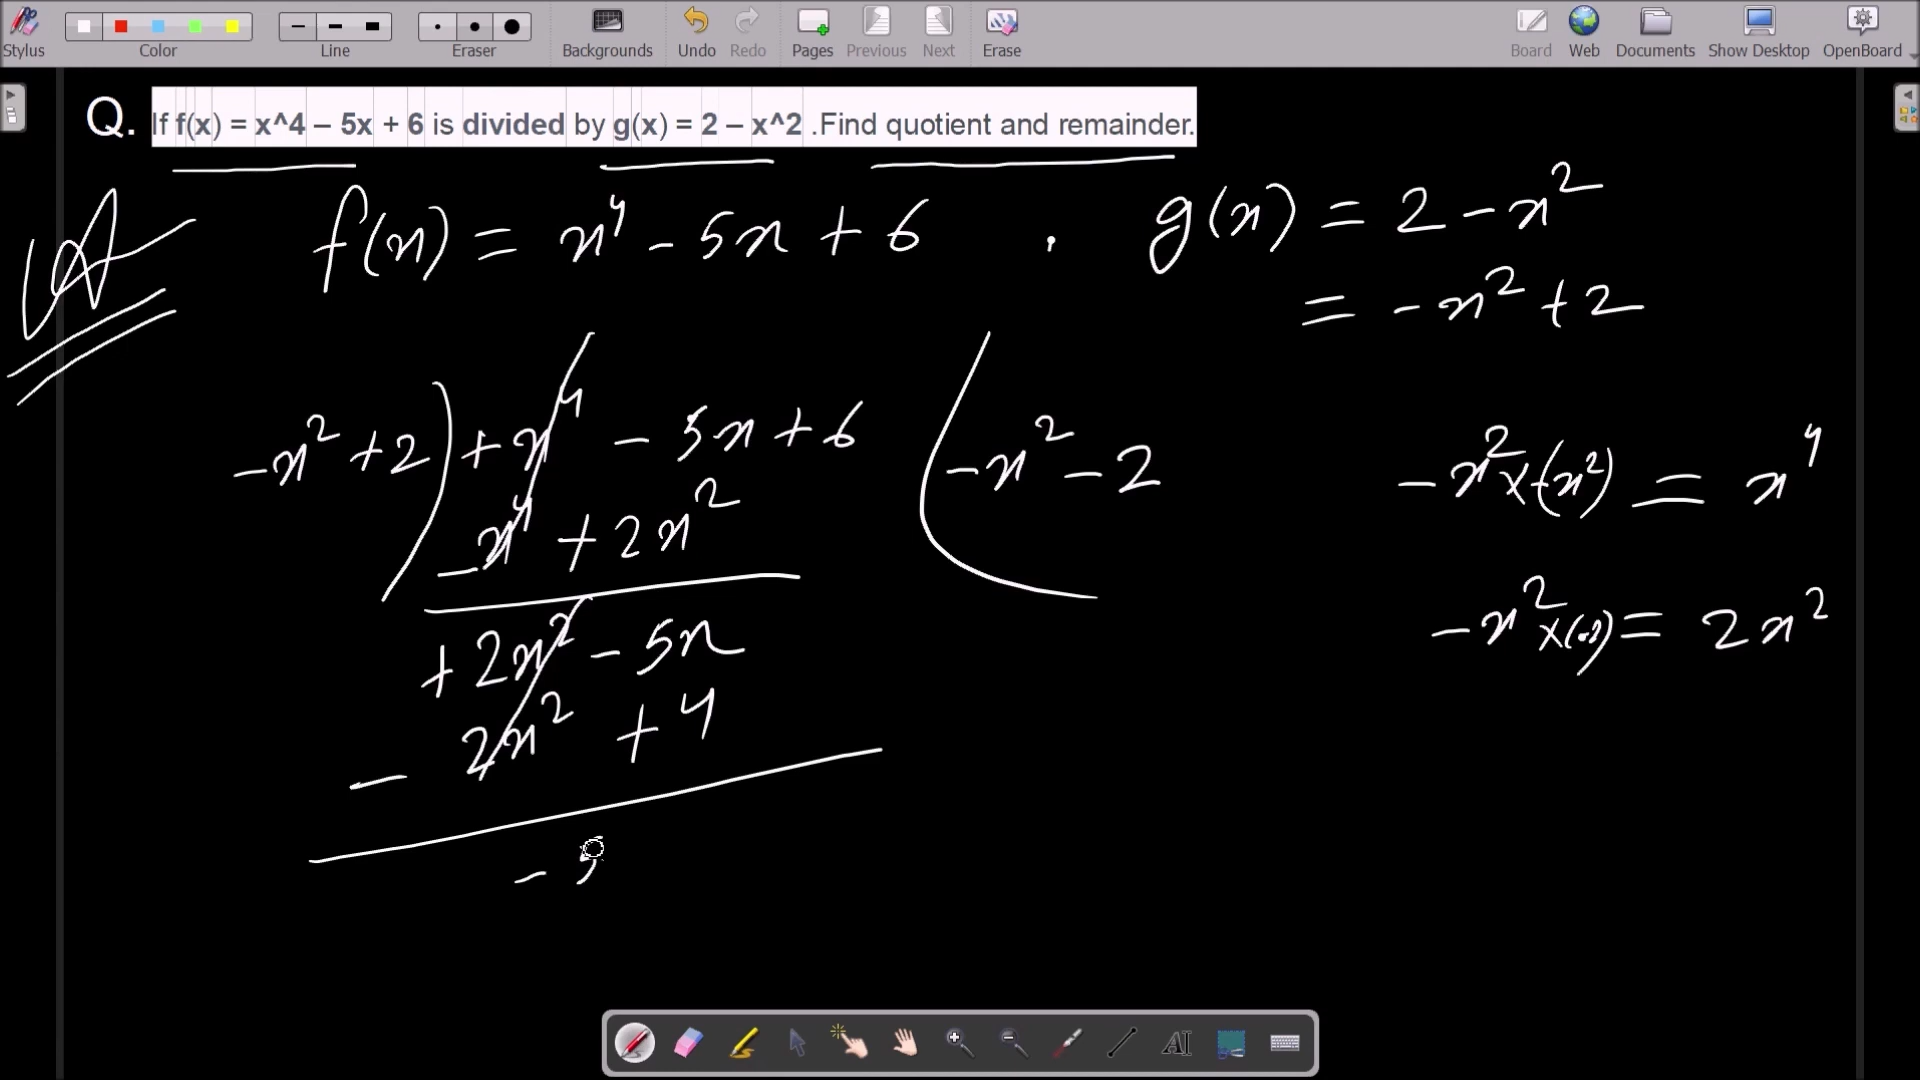 Stylus Color Line Eraser Backgrounds Undo Redo Pages Previous Next Erase Board Web Documents Show Desktop OpenBoard
Q. If f(x) = x^4 – 5x + 6 is divided by g(x) = 2 – x^2 .Find quotient and remainder.
f(x) = x⁴ - 5x + 6 . g(x) = 2 - x²
= -x² + 2
-x² + 2 ) + x⁴ - 5x + 6 ( -x² - 2
- x⁴ + 2x²
+ 2x² - 5x
- 2x² + 4
- 5
-x² × (-x²) = x⁴
-x² × (-2) = 2x²
AI